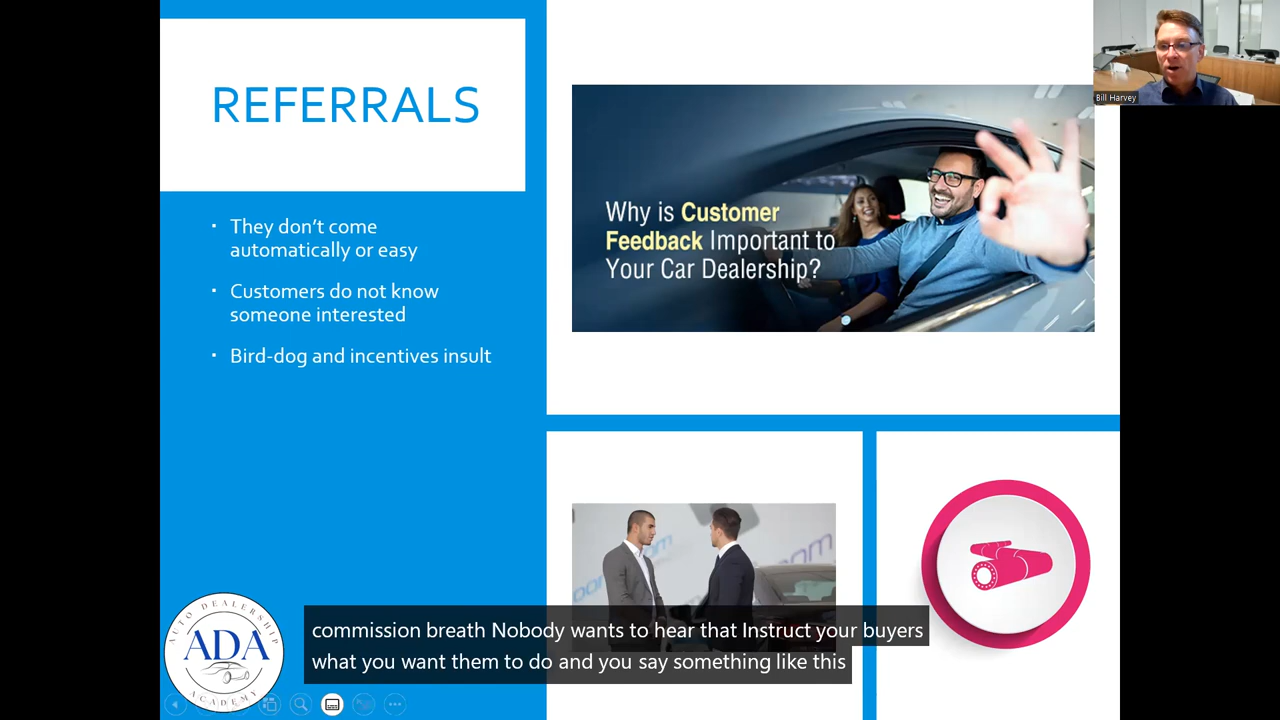 REFERRALS
· They don't come
automatically or easy
· Customers do not know
someone interested
· Bird-dog and incentives insult
Why is Customer
Feedback Important to
Your Car Dealership?
Bill Harvey
commission breath Nobody wants to hear that Instruct your buyers
what you want them to do and you say something like this
AUTO DEALERSHIP
ADA
ACADEMY